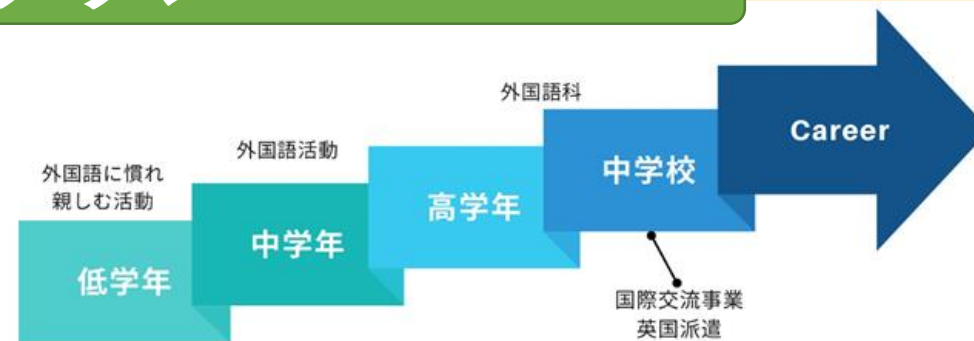 外国語に慣れ
親しむ活動
低学年
外国語活動
中学年
高学年
外国語科
中学校
国際交流事業
英国派遣
Career